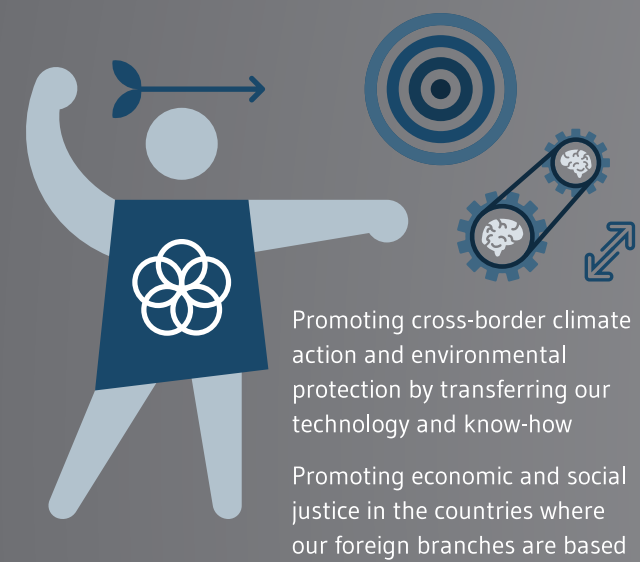 Promoting cross-border climate
action and environmental
protection by transferring our
technology and know-how
Promoting economic and social
justice in the countries where
our foreign branches are based